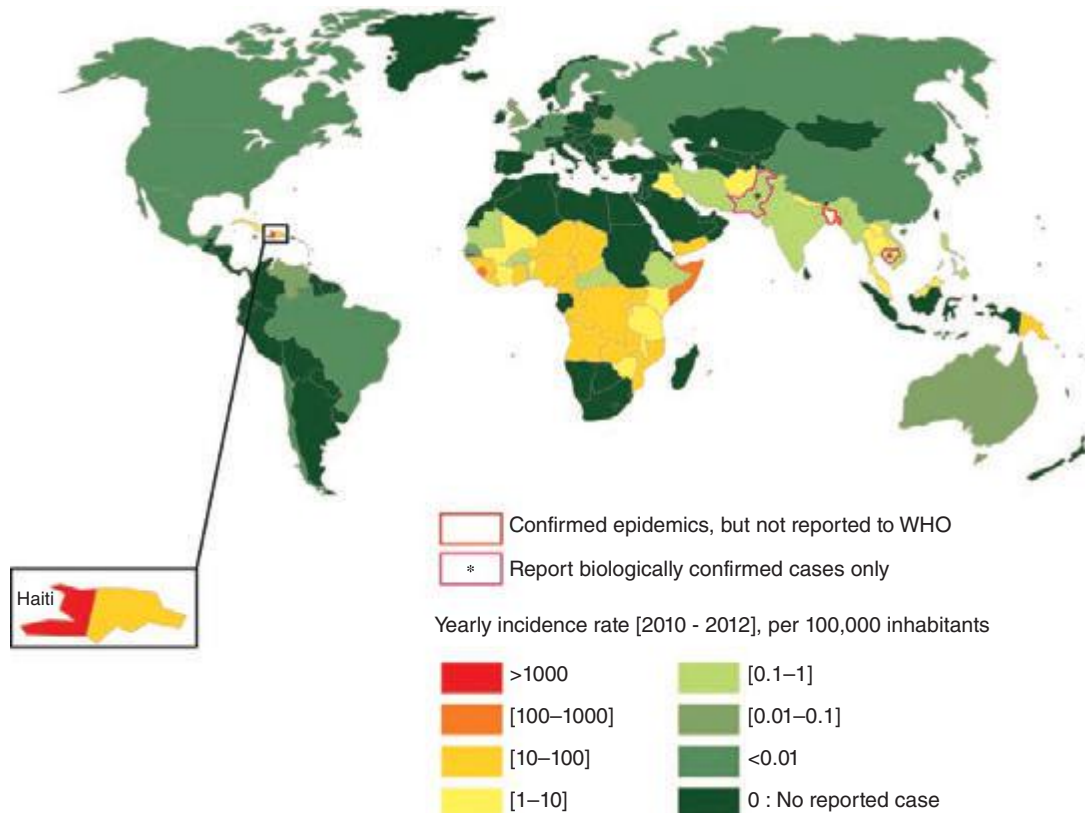 Haiti
Confirmed epidemics, but not reported to WHO
* Report biologically confirmed cases only
Yearly incidence rate [2010 - 2012], per 100,000 inhabitants
>1000
[100–1000]
[10–100]
[1–10]
[0.1–1]
[0.01–0.1]
<0.01
0 : No reported case